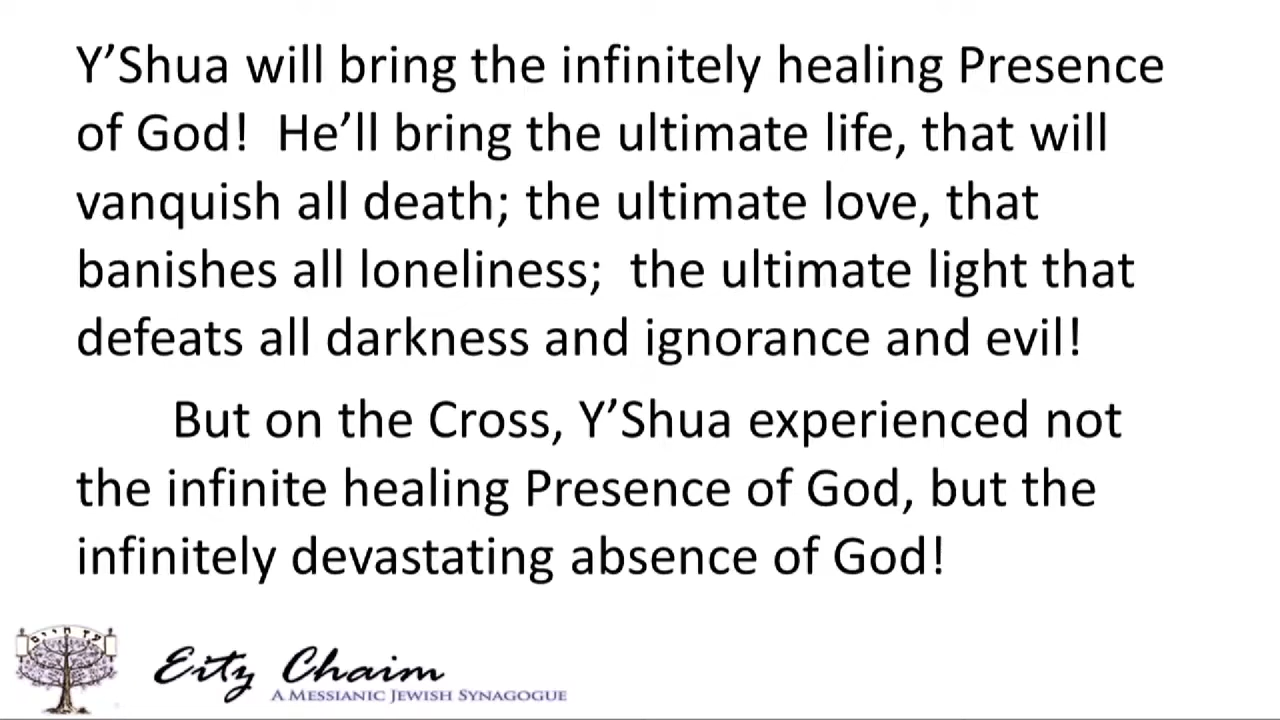 Y’Shua will bring the infinitely healing Presence
of God!  He’ll bring the ultimate life, that will
vanquish all death; the ultimate love, that
banishes all loneliness;  the ultimate light that
defeats all darkness and ignorance and evil!
But on the Cross, Y’Shua experienced not
the infinite healing Presence of God, but the
infinitely devastating absence of God!
עץ חיים
Eitz Chaim
A MESSIANIC JEWISH SYNAGOGUE